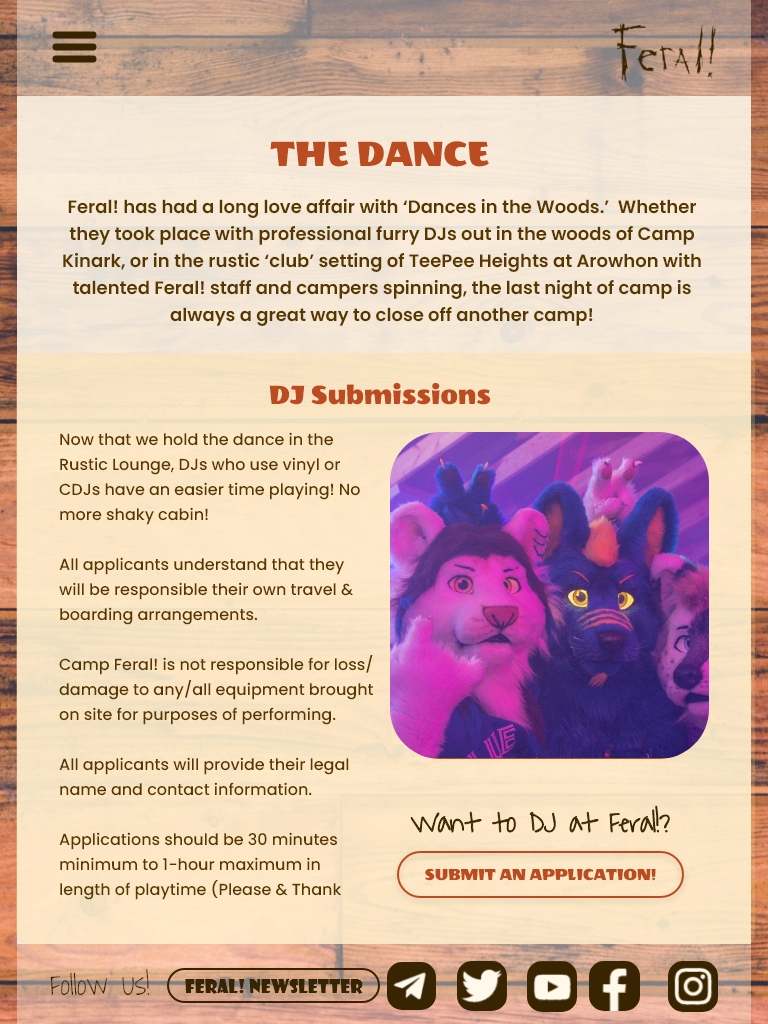 Feral!
THE DANCE
Feral! has had a long love affair with ‘Dances in the Woods.’  Whether
they took place with professional furry DJs out in the woods of Camp
Kinark, or in the rustic ‘club’ setting of TeePee Heights at Arowhon with
talented Feral! staff and campers spinning, the last night of camp is
always a great way to close off another camp!
DJ Submissions
Now that we hold the dance in the
Rustic Lounge, DJs who use vinyl or
CDJs have an easier time playing! No
more shaky cabin!
All applicants understand that they
will be responsible their own travel &
boarding arrangements.
Camp Feral! is not responsible for loss/
damage to any/all equipment brought
on site for purposes of performing.
All applicants will provide their legal
name and contact information.
Applications should be 30 minutes
minimum to 1-hour maximum in
length of playtime (Please & Thank
Want to DJ at Feral!?
SUBMIT AN APPLICATION!
Follow Us!
FERAL! NEWSLETTER